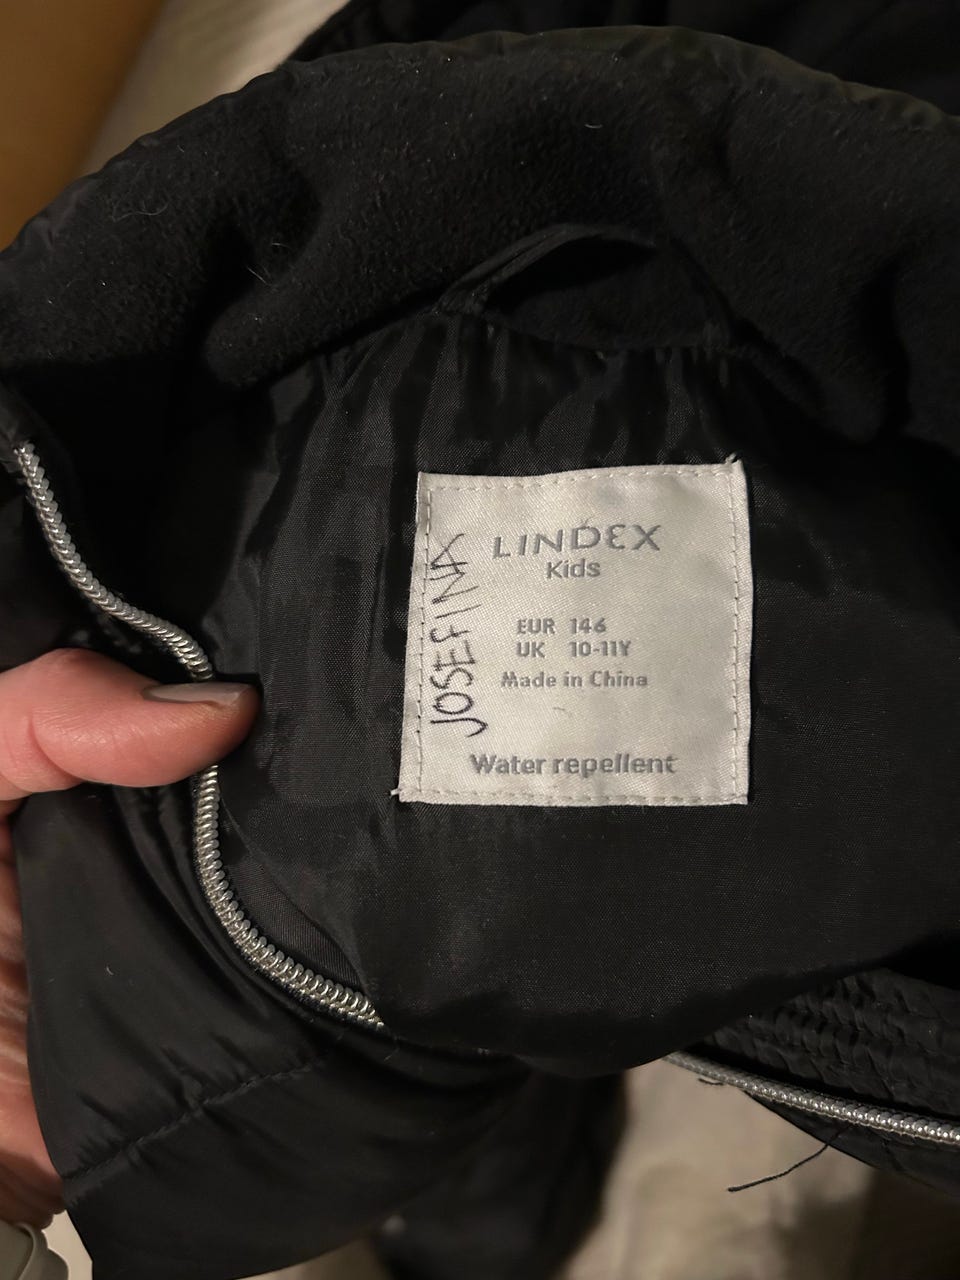 LINDEX
Kids
EUR 146
UK 10-11Y
Made in China
Water repellent
JOSEFINA